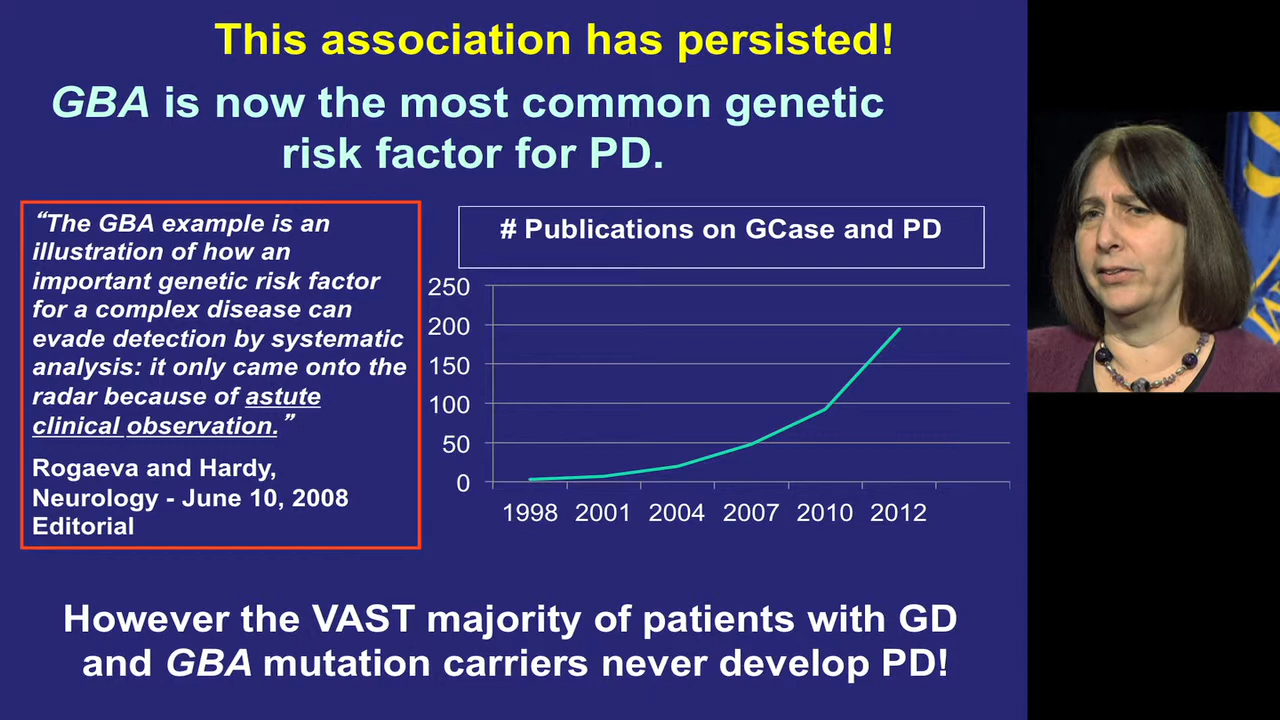 This association has persisted!
GBA is now the most common genetic
risk factor for PD.
“The GBA example is an
illustration of how an
important genetic risk factor
for a complex disease can
evade detection by systematic
analysis: it only came onto the
radar because of astute
clinical observation.”
Rogaeva and Hardy,
Neurology - June 10, 2008
Editorial
# Publications on GCase and PD
250
200
150
100
50
0
1998 2001 2004 2007 2010 2012
However the VAST majority of patients with GD
and GBA mutation carriers never develop PD!